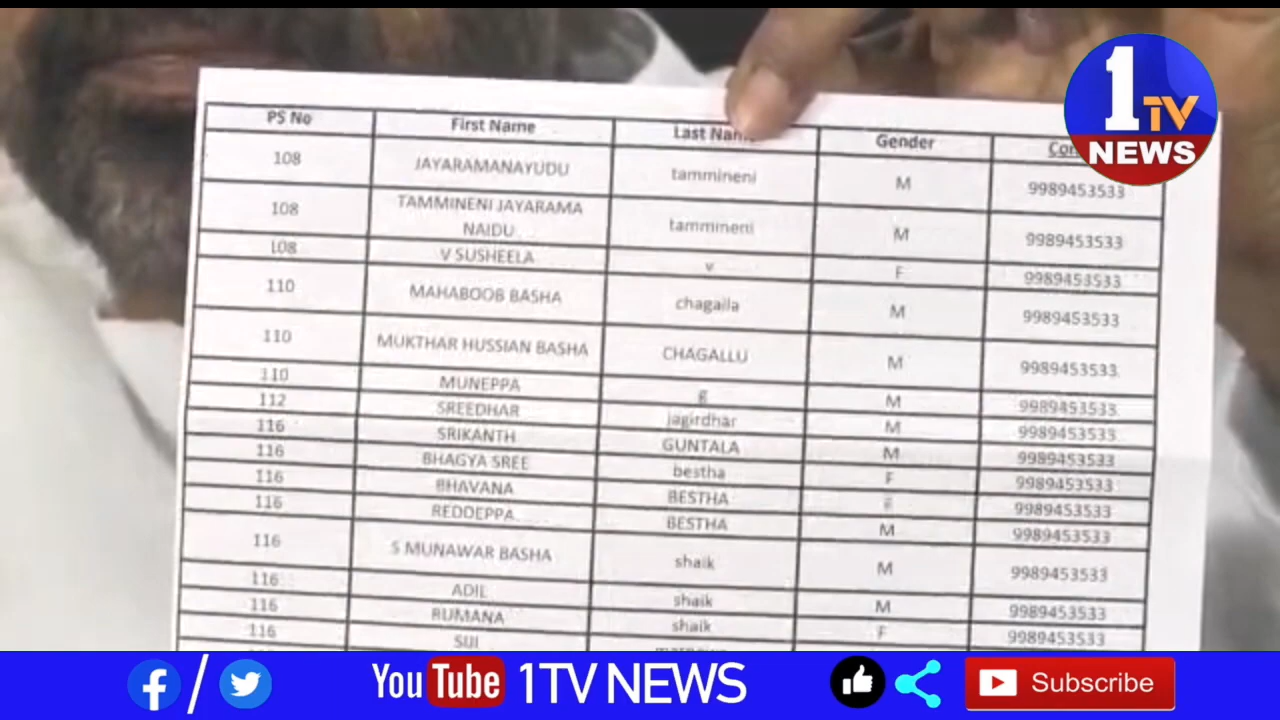 1
TV
NEWS
PS No First Name Last Name Gender
108 JAYARAMANAYUDU tammineni M 9989453533
108 TAMMINENI JAYARAMA NAIDU tammineni M 9989453533
108 V SUSHEELA v F 9989453533
110 MAHABOOB BASHA chagalla M 9989453533
110 MUKTHAR HUSSIAN BASHA CHAGALLU M 9989453533
110 MUNEPPA g M 9989453533
112 SREEDHAR jagirdhar M 9989453533
116 SRIKANTH GUNTALA M 9989453533
116 BHAGYA SREE bestha F 9989453533
116 BHAVANA BESTHA F 9989453533
116 REDDEPPA BESTHA M 9989453533
116 S MUNAWAR BASHA shaik M 9989453533
116 ADIL shaik M 9989453533
116 RUMANA shaik F 9989453533
116
YouTube 1TV NEWS Subscribe